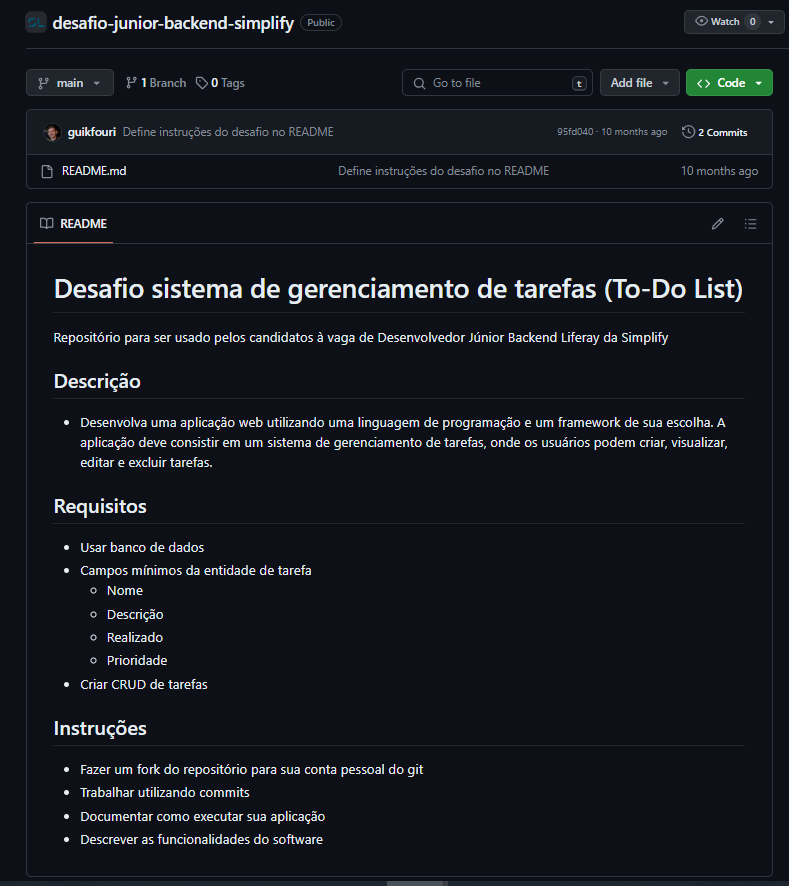 SL desafio-junior-backend-simplify Public Watch 0
main 1 Branch 0 Tags Go to file t Add file Code
guikfouri Define instruções do desafio no README 95fd040 · 10 months ago 2 Commits
README.md Define instruções do desafio no README 10 months ago
README
Desafio sistema de gerenciamento de tarefas (To-Do List)
Repositório para ser usado pelos candidatos à vaga de Desenvolvedor Júnior Backend Liferay da Simplify
Descrição
Desenvolva uma aplicação web utilizando uma linguagem de programação e um framework de sua escolha. A
aplicação deve consistir em um sistema de gerenciamento de tarefas, onde os usuários podem criar, visualizar,
editar e excluir tarefas.
Requisitos
Usar banco de dados
Campos mínimos da entidade de tarefa
Nome
Descrição
Realizado
Prioridade
Criar CRUD de tarefas
Instruções
Fazer um fork do repositório para sua conta pessoal do git
Trabalhar utilizando commits
Documentar como executar sua aplicação
Descrever as funcionalidades do software